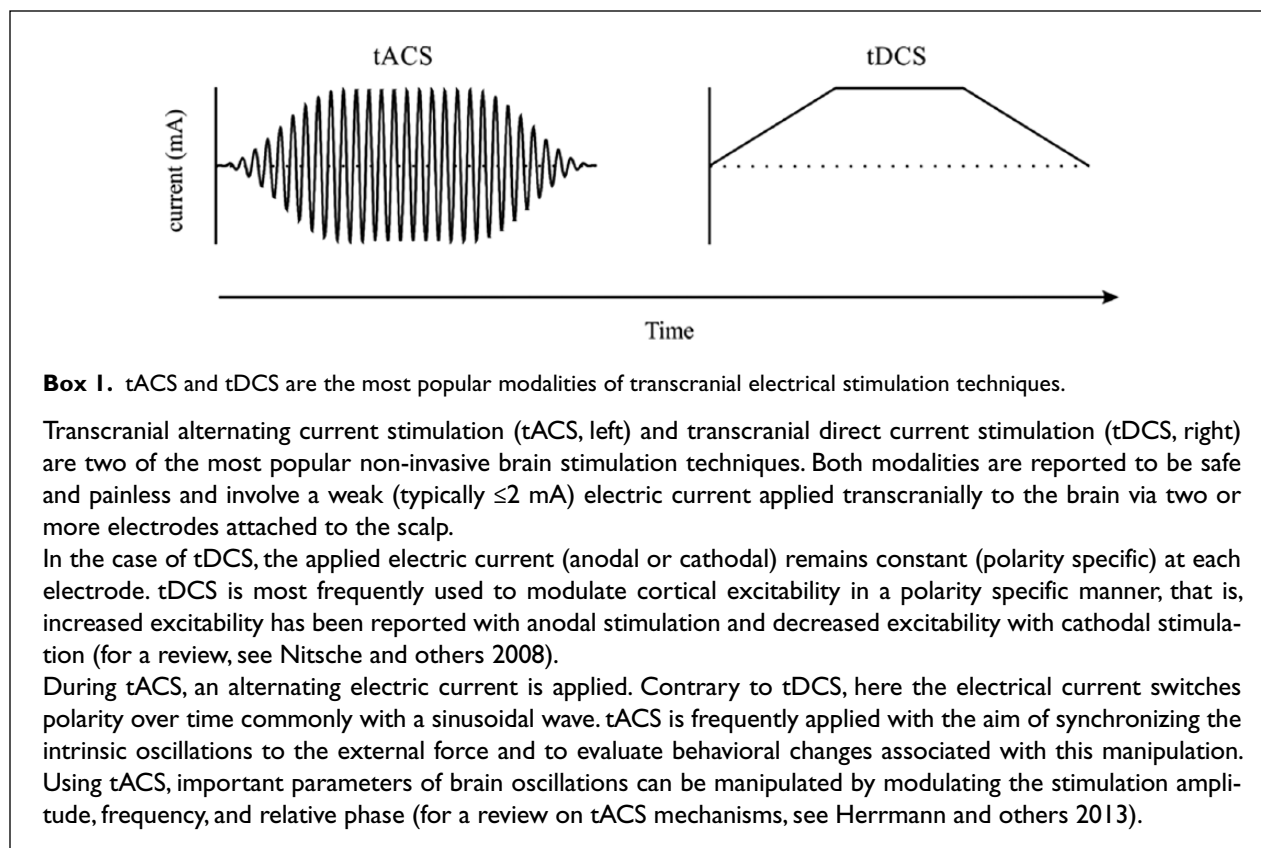 tACS
tDCS
current (mA)
Time
Box 1. tACS and tDCS are the most popular modalities of transcranial electrical stimulation techniques.
Transcranial alternating current stimulation (tACS, left) and transcranial direct current stimulation (tDCS, right)
are two of the most popular non-invasive brain stimulation techniques. Both modalities are reported to be safe
and painless and involve a weak (typically ≤2 mA) electric current applied transcranially to the brain via two or
more electrodes attached to the scalp.
In the case of tDCS, the applied electric current (anodal or cathodal) remains constant (polarity specific) at each
electrode. tDCS is most frequently used to modulate cortical excitability in a polarity specific manner, that is,
increased excitability has been reported with anodal stimulation and decreased excitability with cathodal stimula-
tion (for a review, see Nitsche and others 2008).
During tACS, an alternating electric current is applied. Contrary to tDCS, here the electrical current switches
polarity over time commonly with a sinusoidal wave. tACS is frequently applied with the aim of synchronizing the
intrinsic oscillations to the external force and to evaluate behavioral changes associated with this manipulation.
Using tACS, important parameters of brain oscillations can be manipulated by modulating the stimulation ampli-
tude, frequency, and relative phase (for a review on tACS mechanisms, see Herrmann and others 2013).